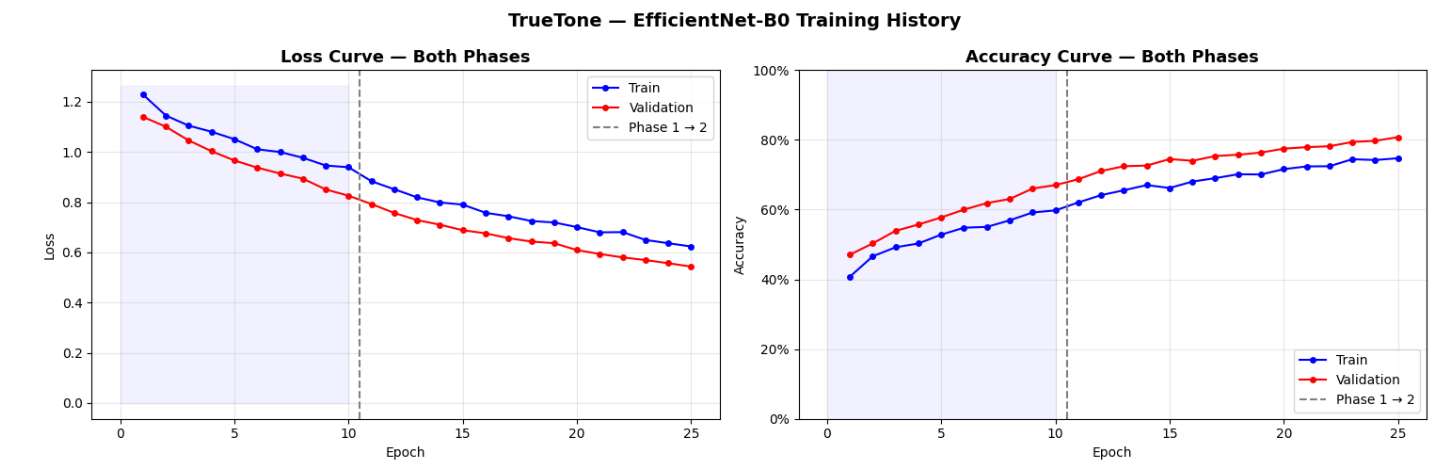 TrueTone — EfficientNet-B0 Training History
Loss Curve — Both Phases
1.2
1.0
0.8
0.6
0.4
0.2
0.0
Loss
0
5
10
15
20
25
Epoch
Train
Validation
Phase 1 → 2
Accuracy Curve — Both Phases
100%
80%
60%
40%
20%
0%
Accuracy
0
5
10
15
20
25
Epoch
Train
Validation
Phase 1 → 2